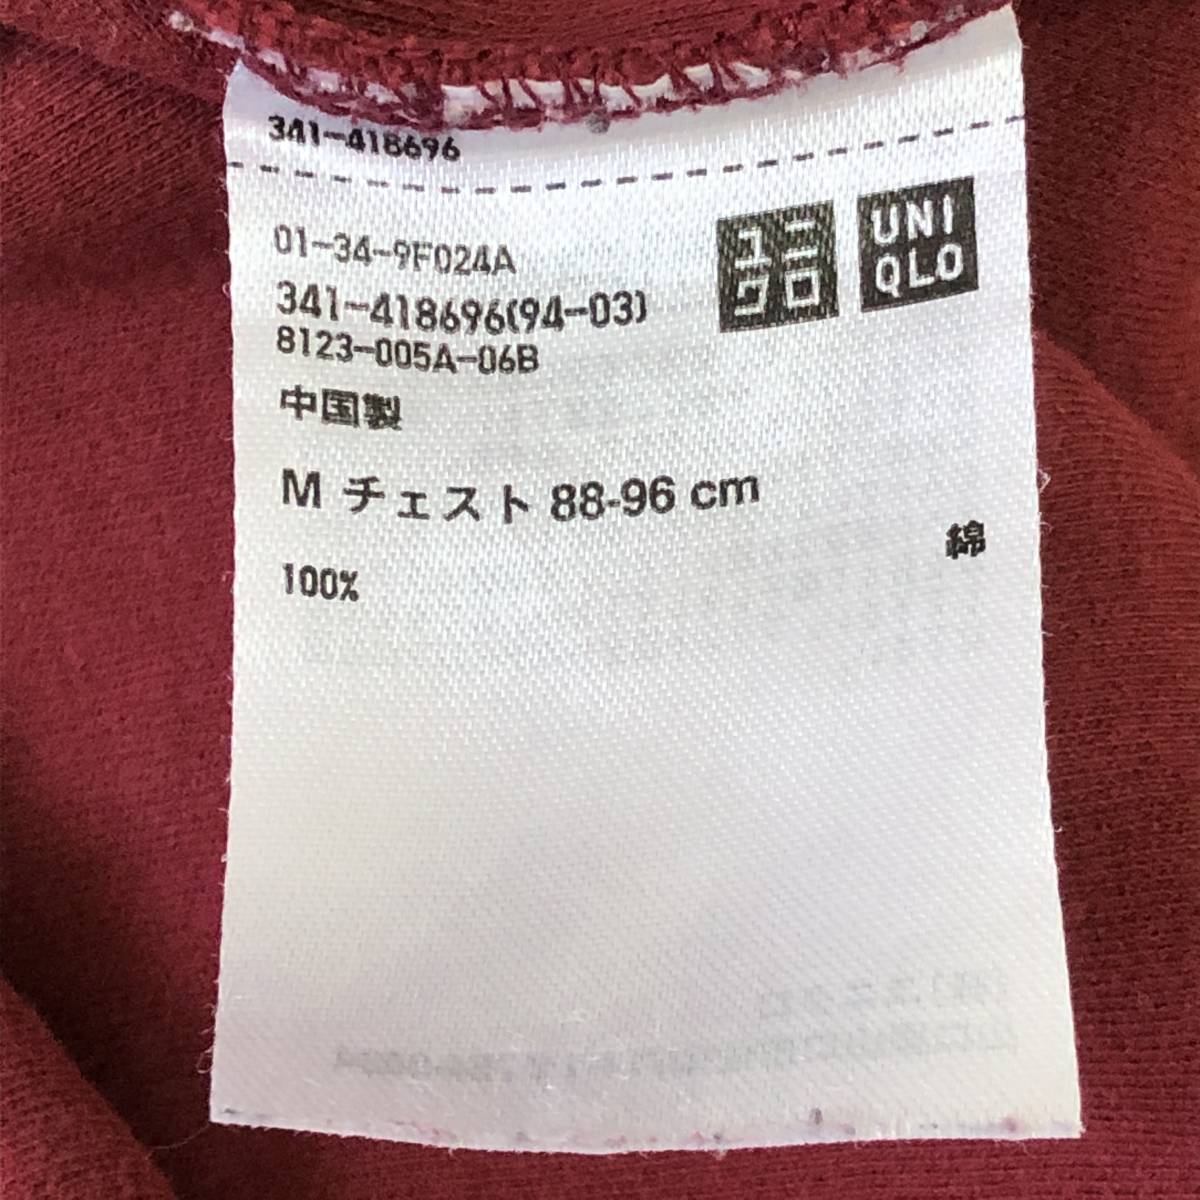 341-418696
01-34-9F024A
341-418696(94-03)
8123-005A-06B
ユニ
クロ
UNI
QLO
中国製
M チェスト 88-96 cm
綿
100%